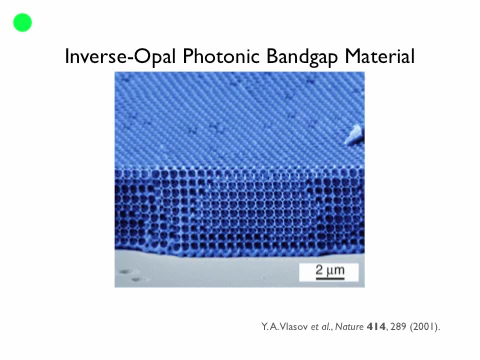 Inverse-Opal Photonic Bandgap Material
2 μm
Y. A. Vlasov et al., Nature 414, 289 (2001).